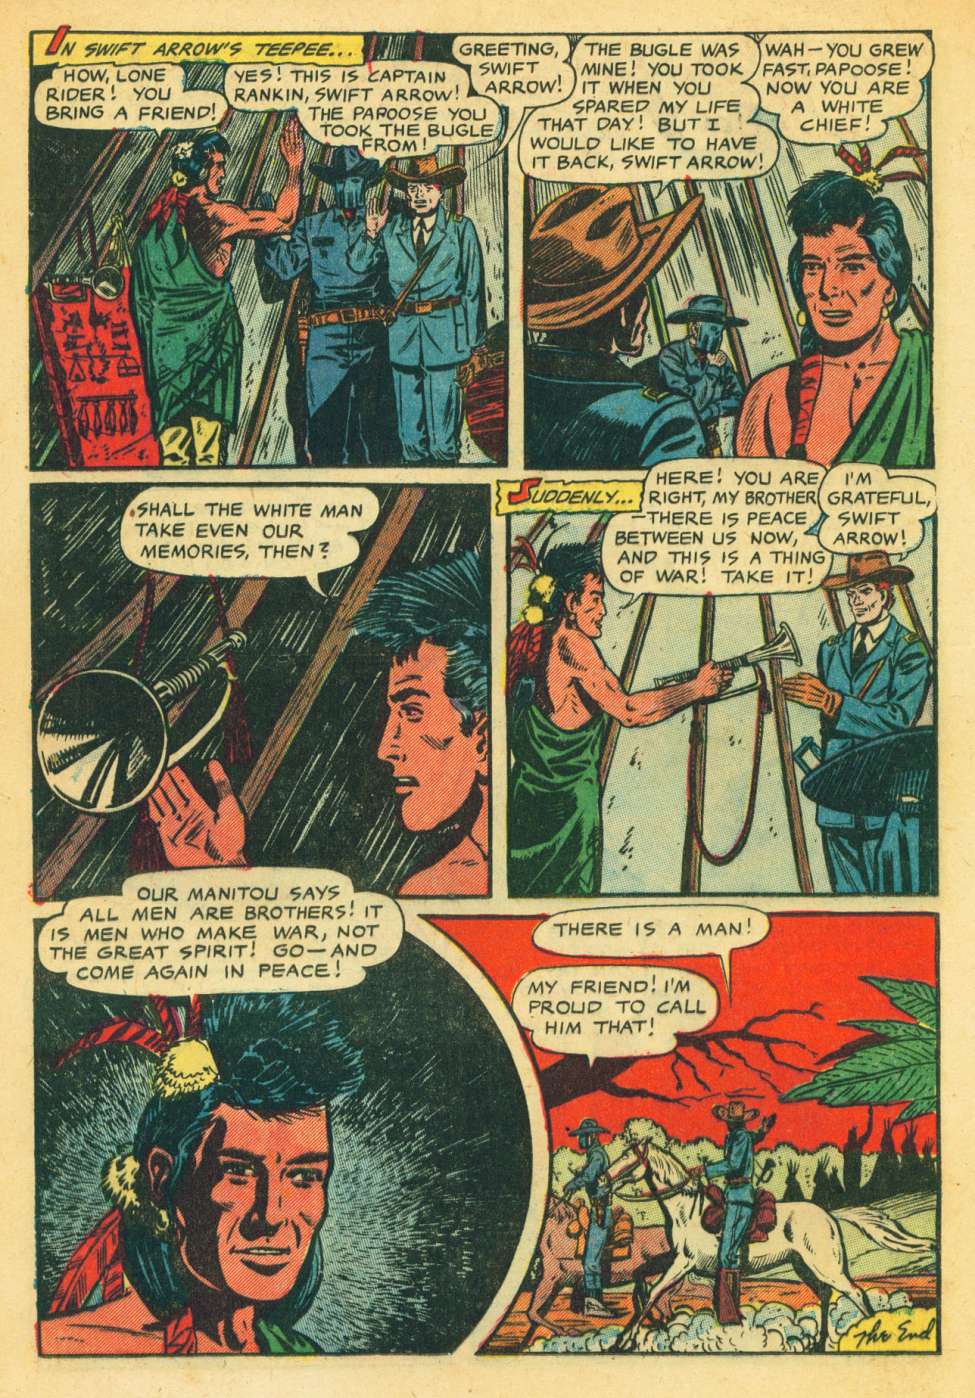 IN SWIFT ARROW'S TEEPEE...
HOW, LONE
RIDER! YOU
BRING A FRIEND!
YES! THIS IS CAPTAIN
RANKIN, SWIFT ARROW!
THE PAPOOSE YOU
TOOK THE BUGLE
FROM!
GREETING,
SWIFT
ARROW!
THE BUGLE WAS
MINE! YOU TOOK
IT WHEN YOU
SPARED MY LIFE
THAT DAY! BUT I
WOULD LIKE TO HAVE
IT BACK, SWIFT ARROW!
WAH—YOU GREW
FAST, PAPOOSE!
NOW YOU ARE
A WHITE
CHIEF!
SHALL THE WHITE MAN
TAKE EVEN OUR
MEMORIES, THEN?
SUDDENLY...
HERE! YOU ARE
RIGHT, MY BROTHER
—THERE IS PEACE
BETWEEN US NOW,
AND THIS IS A THING
OF WAR! TAKE IT!
I'M
GRATEFUL,
SWIFT
ARROW!
OUR MANITOU SAYS
ALL MEN ARE BROTHERS! IT
IS MEN WHO MAKE WAR, NOT
THE GREAT SPIRIT! GO—AND
COME AGAIN IN PEACE!
THERE IS A MAN!
MY FRIEND! I'M
PROUD TO CALL
HIM THAT!
The End